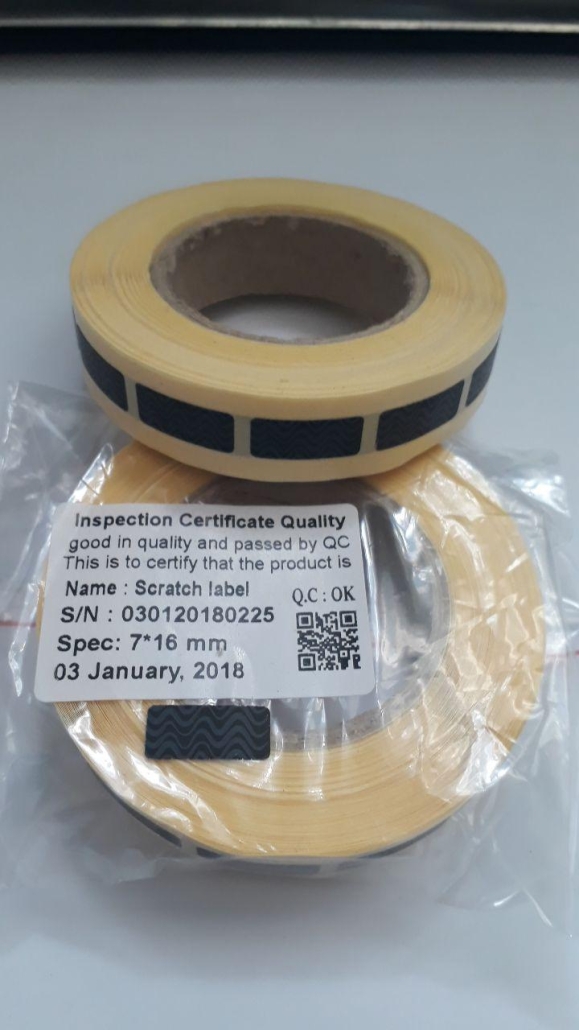 Inspection Certificate Quality
good in quality and passed by QC
This is to certify that the product is
Name : Scratch label
Q.C : OK
S/N : 030120180225
Spec: 7*16 mm
03 January, 2018